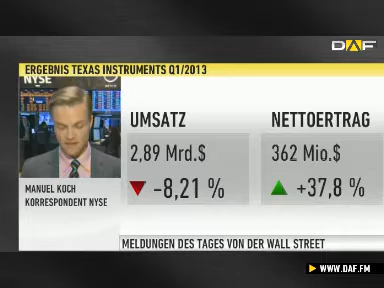 DAF
ERGEBNIS TEXAS INSTRUMENTS Q1/2013
NYSE
UMSATZ
NETTOERTRAG
2,89 Mrd.$
362 Mio.$
-8,21 %
+37,8 %
MANUEL KOCH
KORRESPONDENT NYSE
MELDUNGEN DES TAGES VON DER WALL STREET
WWW.DAF.FM